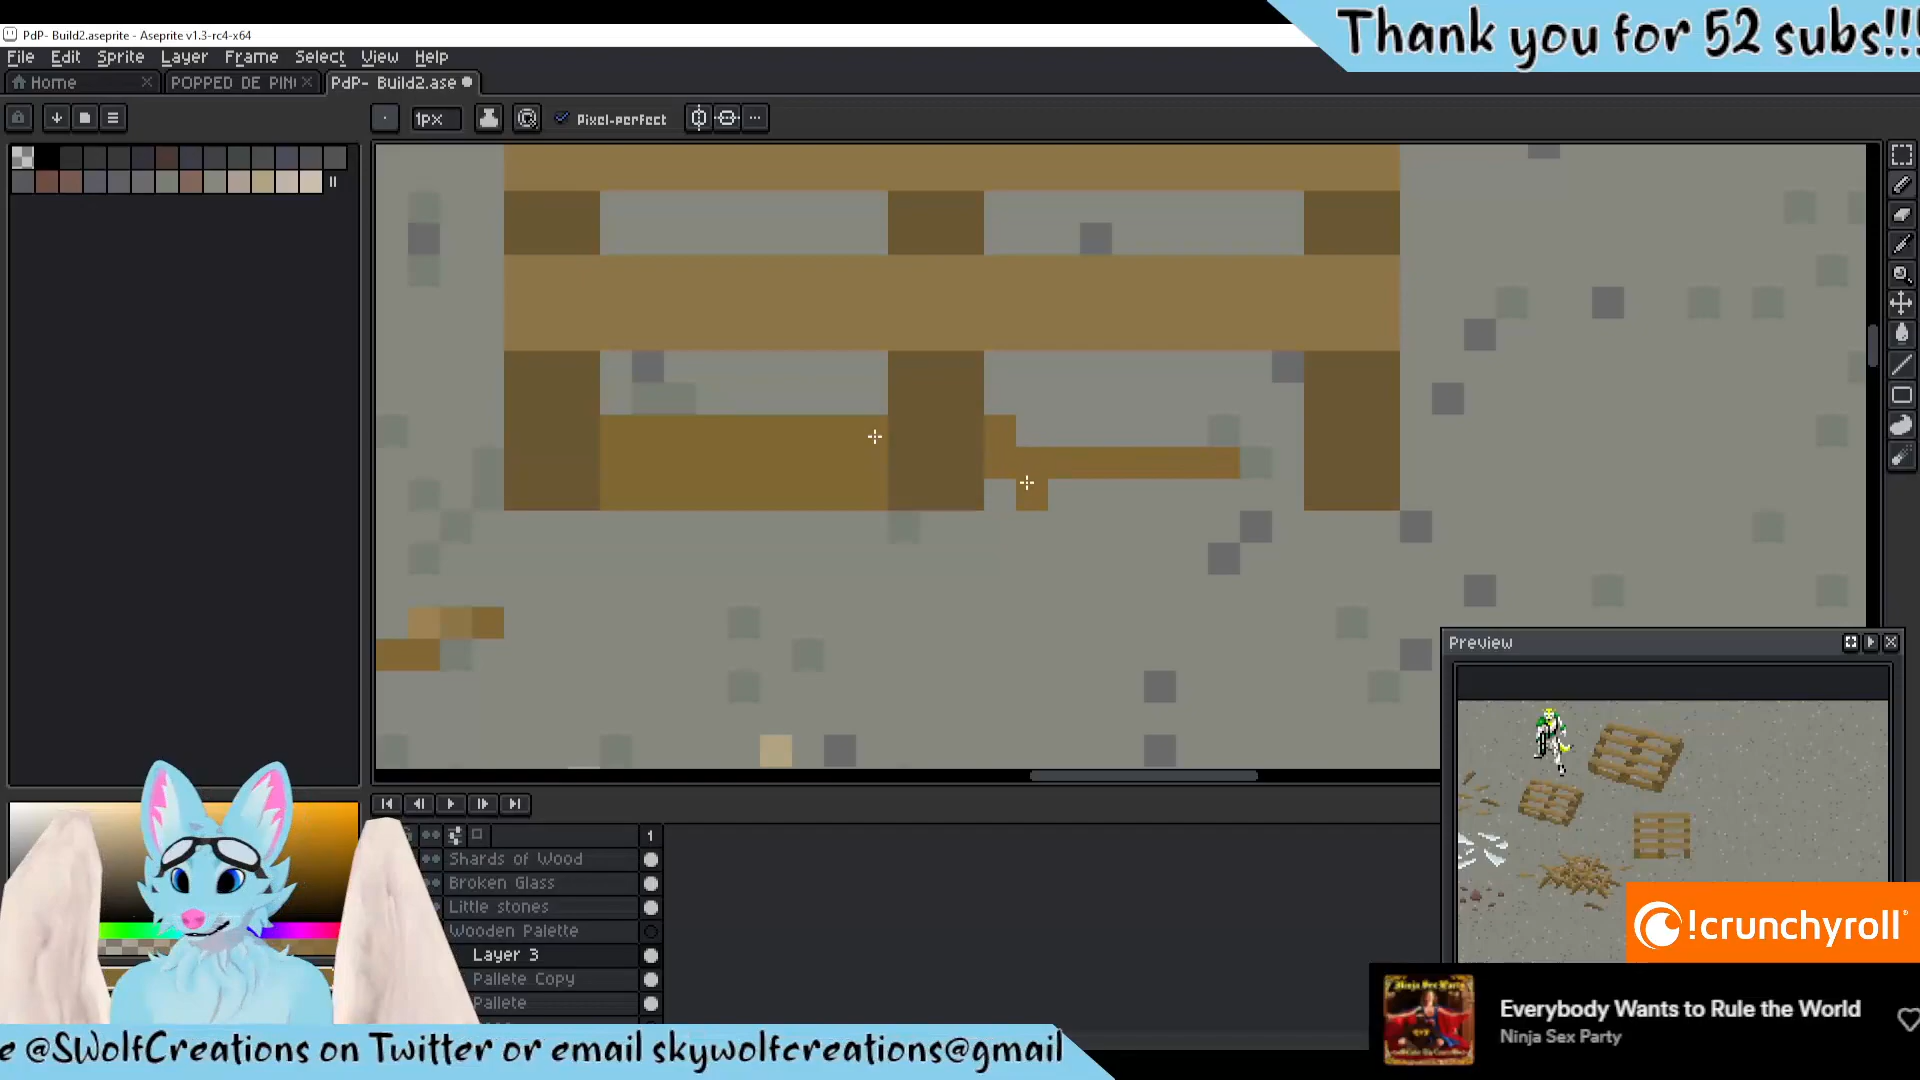 Thank you for 52 subs!!!
PdP- Build2.aseprite - Aseprite v1.3-rc4-x64
File Edit Sprite Layer Select View Help
Frame
Home
POPPED DE PIN
PdP- Build2.ase
1px
Pixel-perfect
Preview
1
Shards of Wood
Broken Glass
Little stones
Wooden Palette
Layer 3
Pallete Copy
Pallete
!crunchyroll
Everybody Wants to Rule the World
Ninja Sex Party
e @SWolfCreations on Twitter or email skywolfcreations@gmail